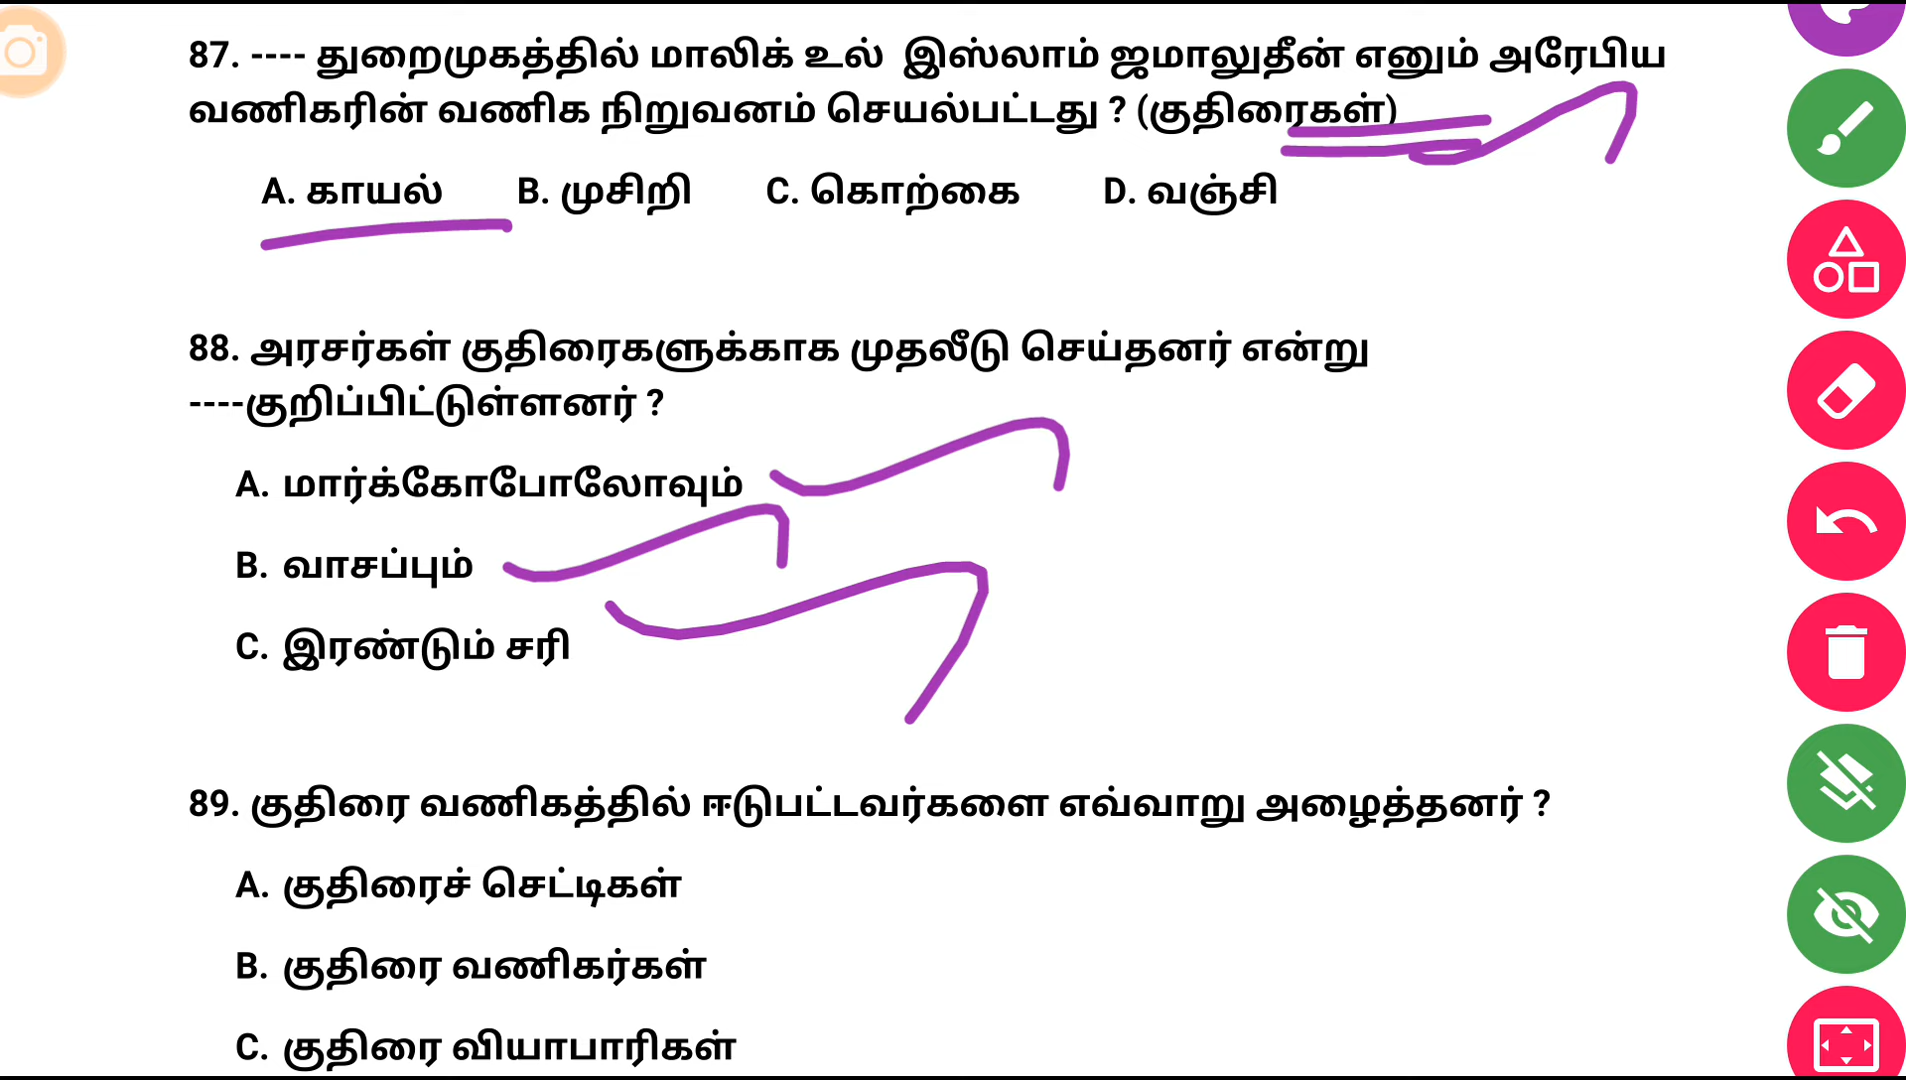 87. ---- துறைமுகத்தில் மாலிக் உல் இஸ்லாம் ஜமாலுதீன் எனும் அரேபிய
வணிகரின் வணிக நிறுவனம் செயல்பட்டது ? (குதிரைகள்)
A. காயல் B. முசிறி C. கொற்கை D. வஞ்சி
88. அரசர்கள் குதிரைகளுக்காக முதலீடு செய்தனர் என்று
----குறிப்பிட்டுள்ளனர் ?
A. மார்க்கோபோலோவும்
B. வாசப்பும்
C. இரண்டும் சரி
89. குதிரை வணிகத்தில் ஈடுபட்டவர்களை எவ்வாறு அழைத்தனர் ?
A. குதிரைச் செட்டிகள்
B. குதிரை வணிகர்கள்
C. குதிரை வியாபாரிகள்